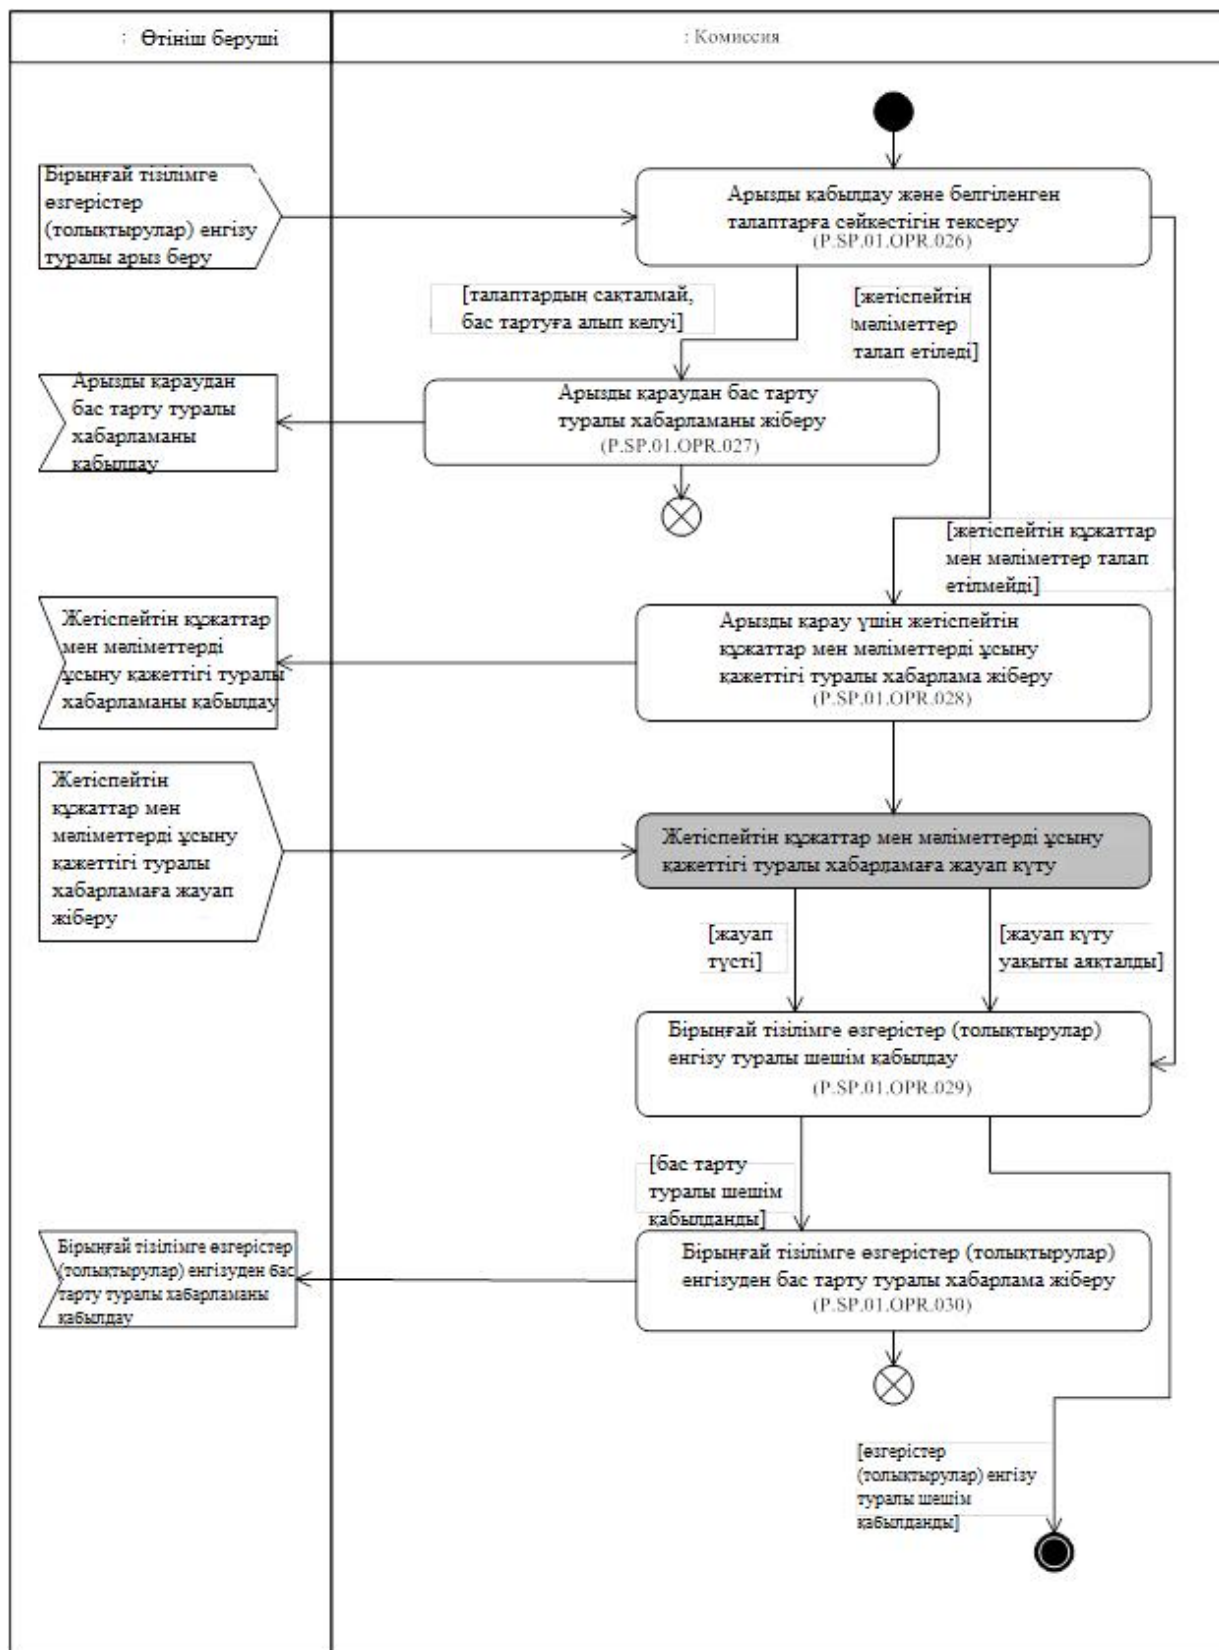 : Өтініш беруші
: Комиссия
Бірыңғай тізілімге
өзгерістер
(толықтырулар) енгізу
туралы арыз беру
Арызды қабылдау және белгіленген
талаптарға сәйкестігін тексеру
(P.SP.01.OPR.026)
[талаптардың сақталмай,
бас тартуға алып келуі]
[жетіспейтін
мәліметтер
талап етіледі]
Арызды қараудан
бас тарту туралы
хабарламаны
қабылдау
Арызды қараудан бас тарту
туралы хабарламаны жіберу
(P.SP.01.OPR.027)
[жетіспейтін құжаттар
мен мәліметтер талап
етілмейді]
Жетіспейтін құжаттар
мен мәліметтерді
ұсыну қажеттігі туралы
хабарламаны қабылдау
Арызды қарау үшін жетіспейтін
құжаттар мен мәліметтерді ұсыну
қажеттігі туралы хабарлама жіберу
(P.SP.01.OPR.028)
Жетіспейтін
құжаттар мен
мәліметтерді ұсыну
қажеттігі туралы
хабарламаға жауап
жіберу
Жетіспейтін құжаттар мен мәліметтерді ұсыну
қажеттігі туралы хабарламаға жауап күту
[жауап
түсті]
[жауап күту
уақыты аяқталды]
Бірыңғай тізілімге өзгерістер (толықтырулар)
енгізу туралы шешім қабылдау
(P.SP.01.OPR.029)
[бас тарту
туралы шешім
қабылданды]
Бірыңғай тізілімге өзгерістер
(толықтырулар) енгізуден бас
тарту туралы хабарламаны
қабылдау
Бірыңғай тізілімге өзгерістер (толықтырулар)
енгізуден бас тарту туралы хабарлама жіберу
(P.SP.01.OPR.030)
[өзгерістер
(толықтырулар) енгізу
туралы шешім
қабылданды]